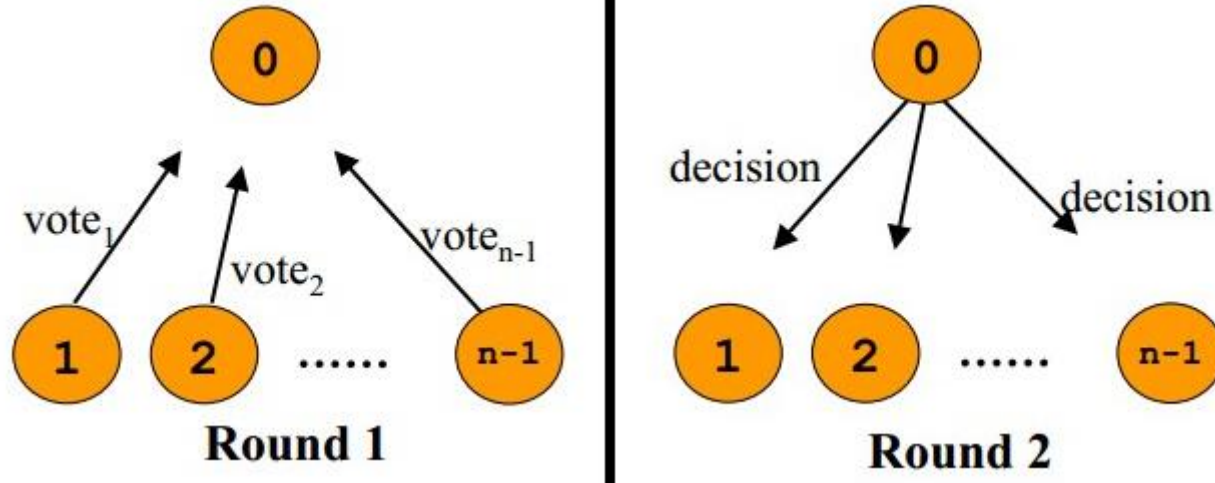 0
vote₁
vote₂
voteₙ₋₁
1 2 ...... n-1
Round 1
0
decision
decision
1 2 ...... n-1
Round 2